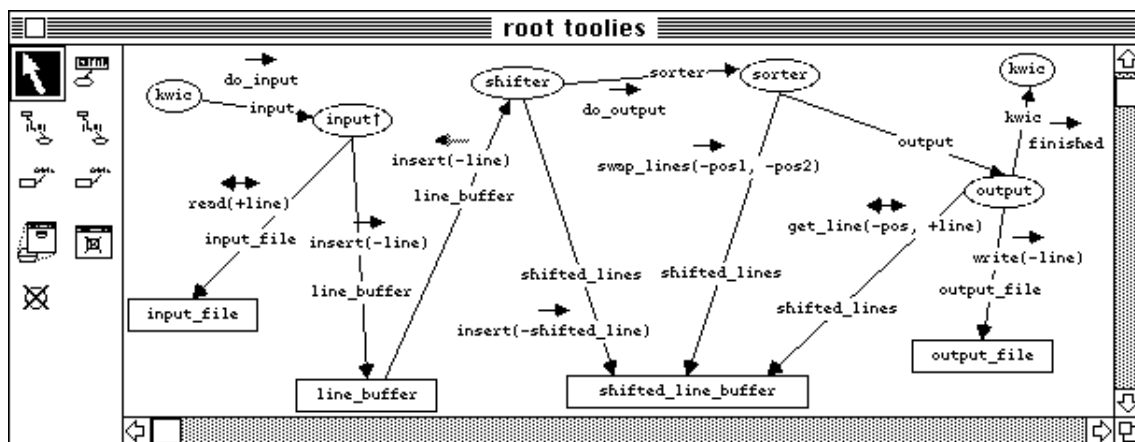 root toolies
do_input
kwic
input
input↑
shifter
sorter
do_output
sorter
kwic
kwic
finished
insert(-line)
line_buffer
swap_lines(-pos1, -pos2)
output
output
read(+line)
input_file
insert(-line)
line_buffer
get_line(-pos, +line)
write(-line)
output_file
shifted_lines
shifted_lines
shifted_lines
insert(-shifted_line)
input_file
line_buffer
shifted_line_buffer
output_file